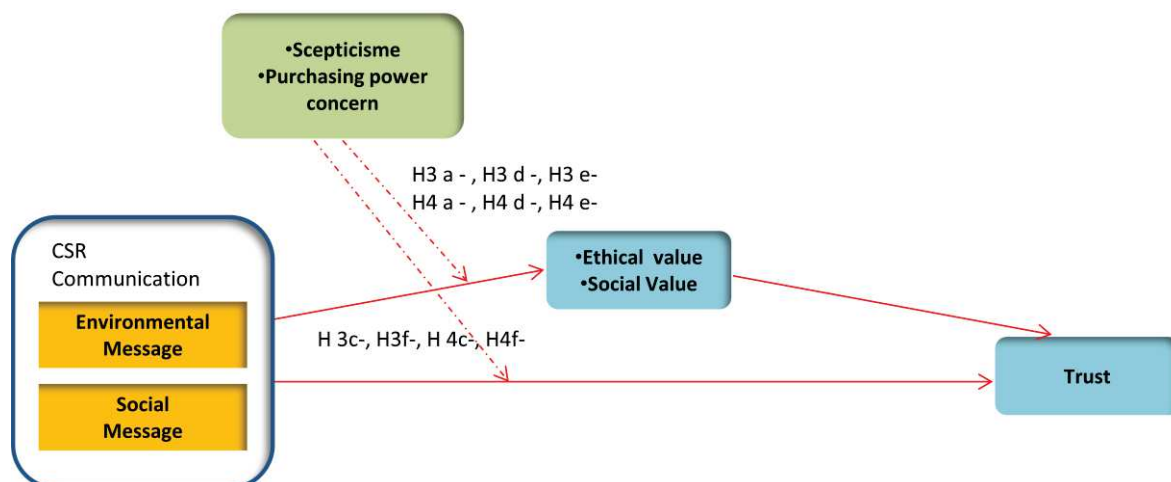 •Scepticisme
•Purchasing power
concern
H3 a - , H3 d -, H3 e-
H4 a - , H4 d -, H4 e-
CSR
Communication
•Ethical value
•Social Value
Environmental
Message
H 3c-, H3f-, H 4c-, H4f-
Trust
Social
Message